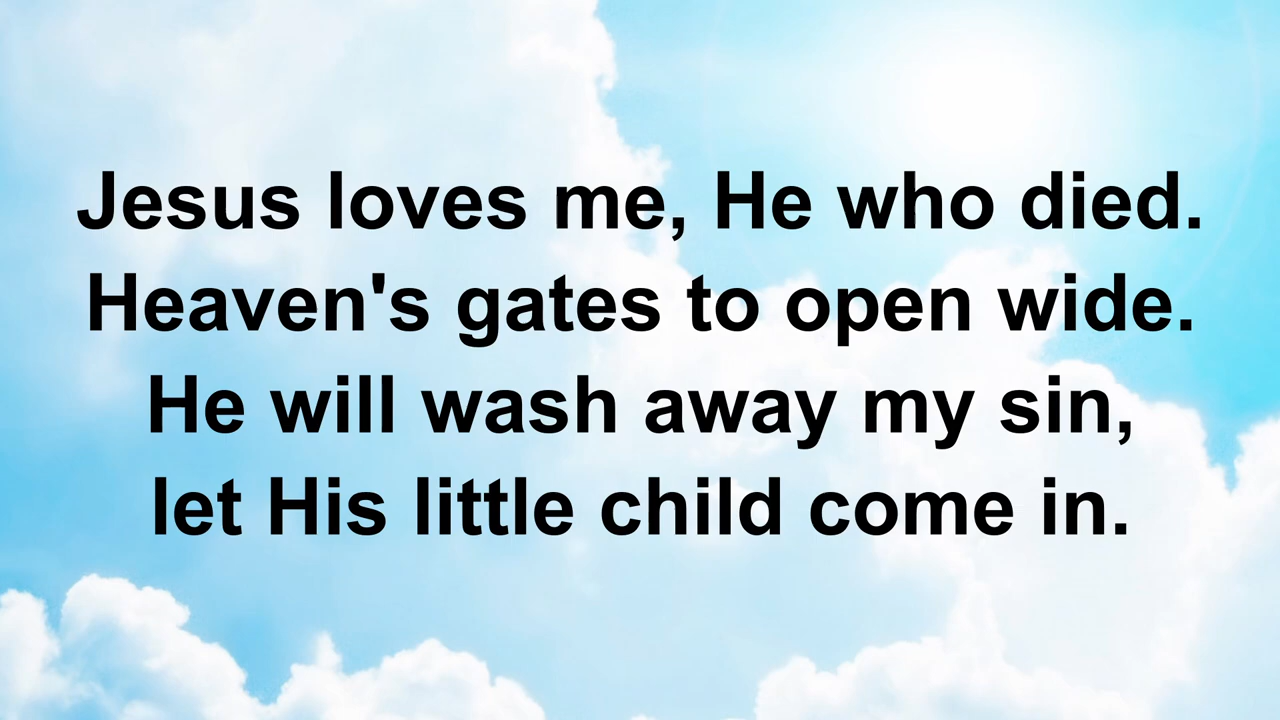 Jesus loves me, He who died.
Heaven's gates to open wide.
He will wash away my sin,
let His little child come in.